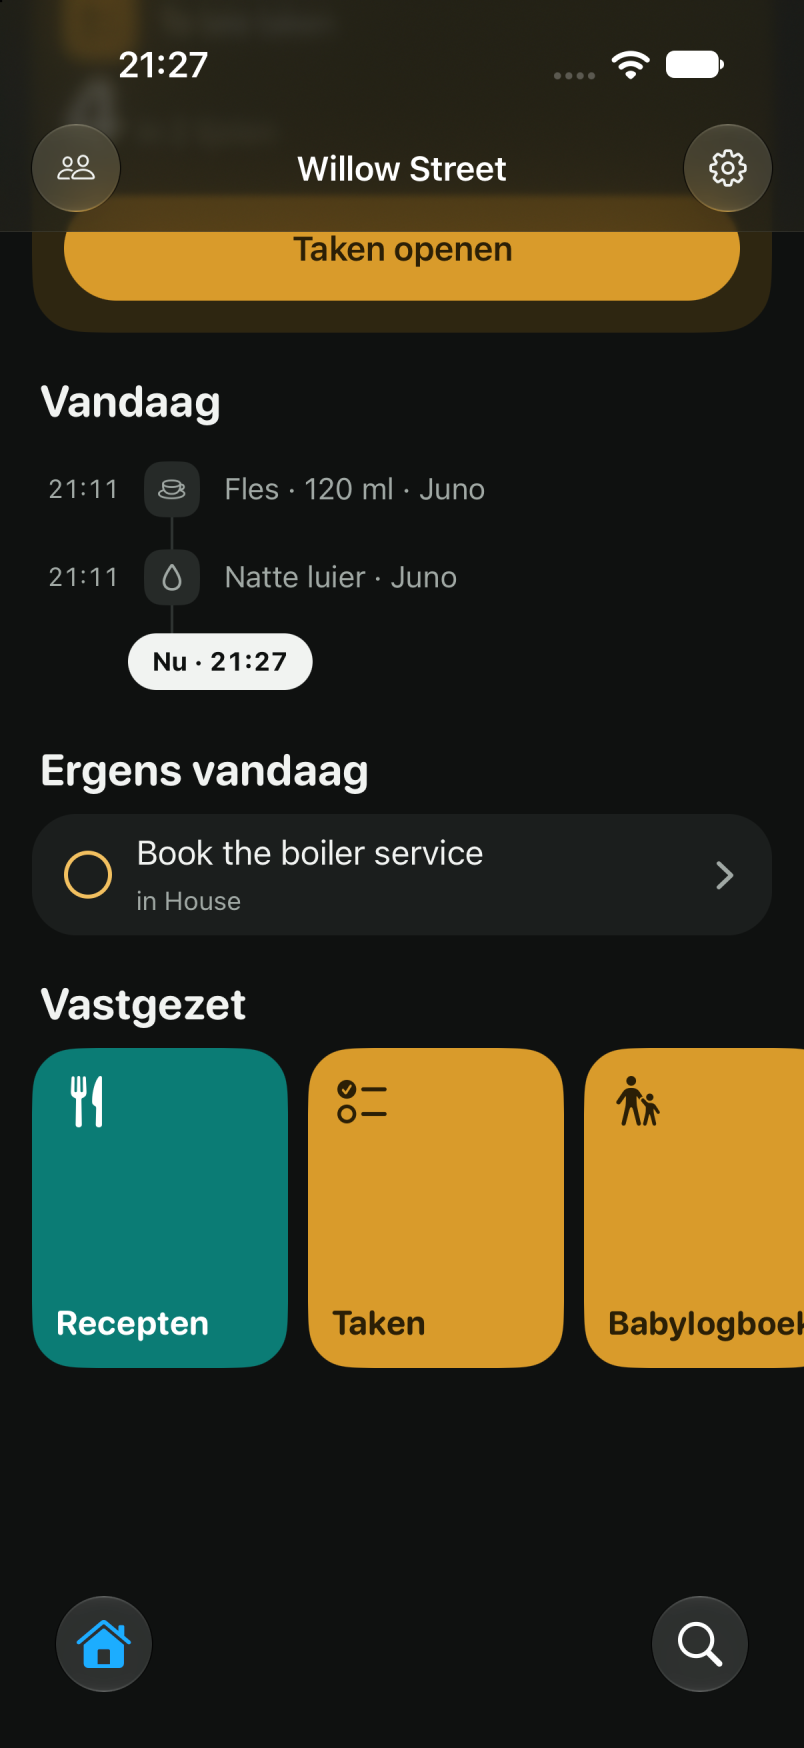 21:27
Willow Street
Taken openen
Vandaag
21:11 Fles · 120 ml · Juno
21:11 Natte luier · Juno
Nu · 21:27
Ergens vandaag
Book the boiler service
in House
Vastgezet
Recepten
Taken
Babylogboek